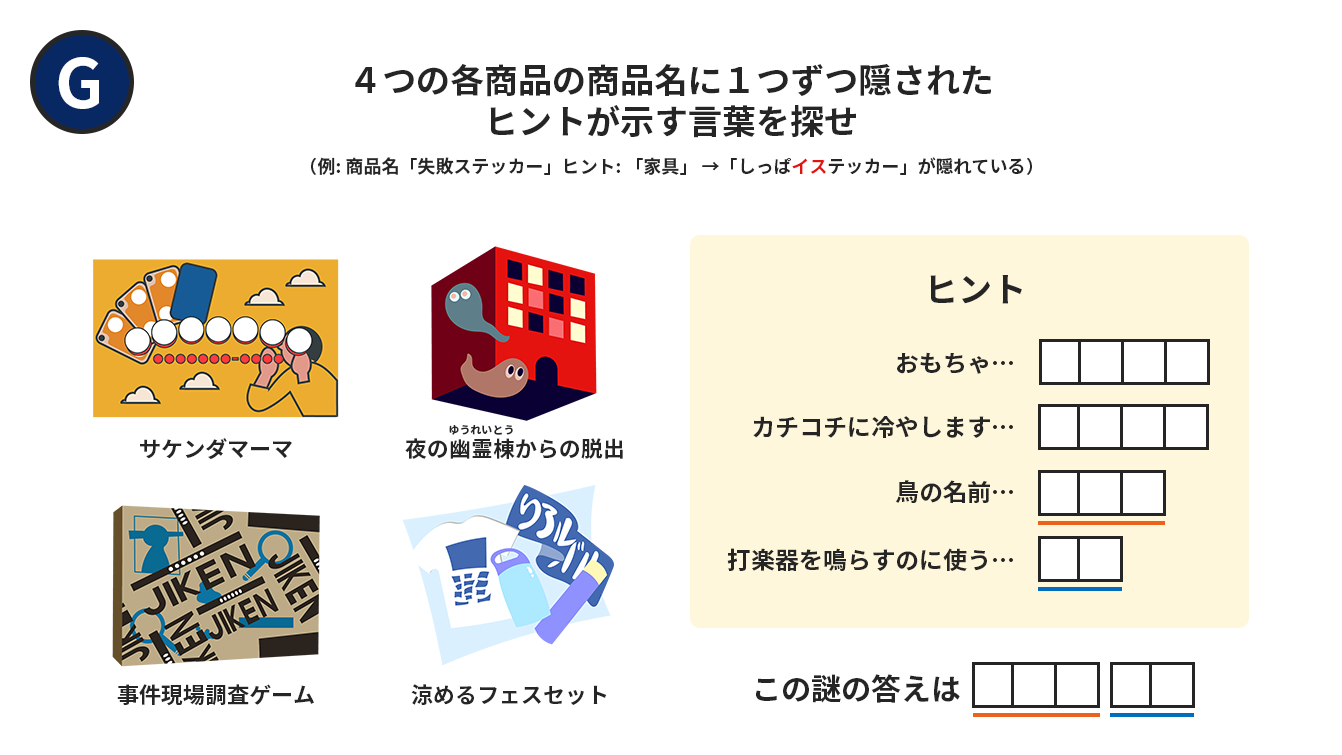 G
４つの各商品の商品名に１つずつ隠された
ヒントが示す言葉を探せ
（例: 商品名「失敗ステッカー」ヒント: 「家具」 →「しっぱイステッカー」が隠れている）
サケンダマーマ
ゆうれいとう
夜の幽霊棟からの脱出
JIKEN
JIKEN
JIKEN
事件現場調査ゲーム
涼めるフェスセット
ヒント
おもちゃ…
カチコチに冷やします…
鳥の名前…
打楽器を鳴らすのに使う…
この謎の答えは